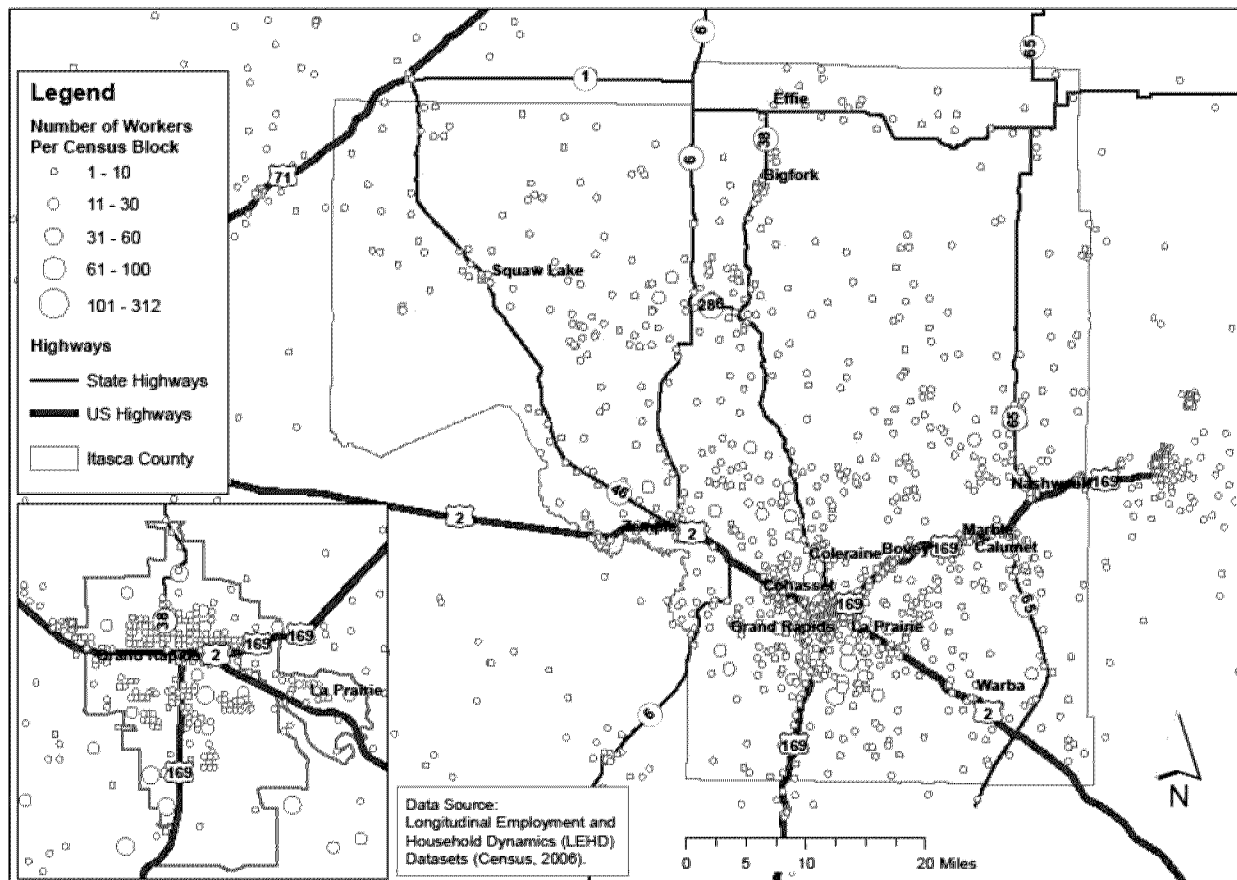 Legend
Number of Workers
Per Census Block
1 - 10
11 - 30
31 - 60
61 - 100
101 - 312
Highways
State Highways
US Highways
Itasca County
6
65
1
Effie
38
6
71
Bigfork
Squaw Lake
286
65
Nashwauk
169
46
2
2
Marble
Calumet
Bovey
169
Coleraine
Cohasset
169
65
Grand Rapids
La Prairie
Warba
2
6
169
38
169
169
Grand Rapids
2
La Prairie
169
N
Data Source:
Longitudinal Employment and
Household Dynamics (LEHD)
Datasets (Census, 2006).
0 5 10 20 Miles